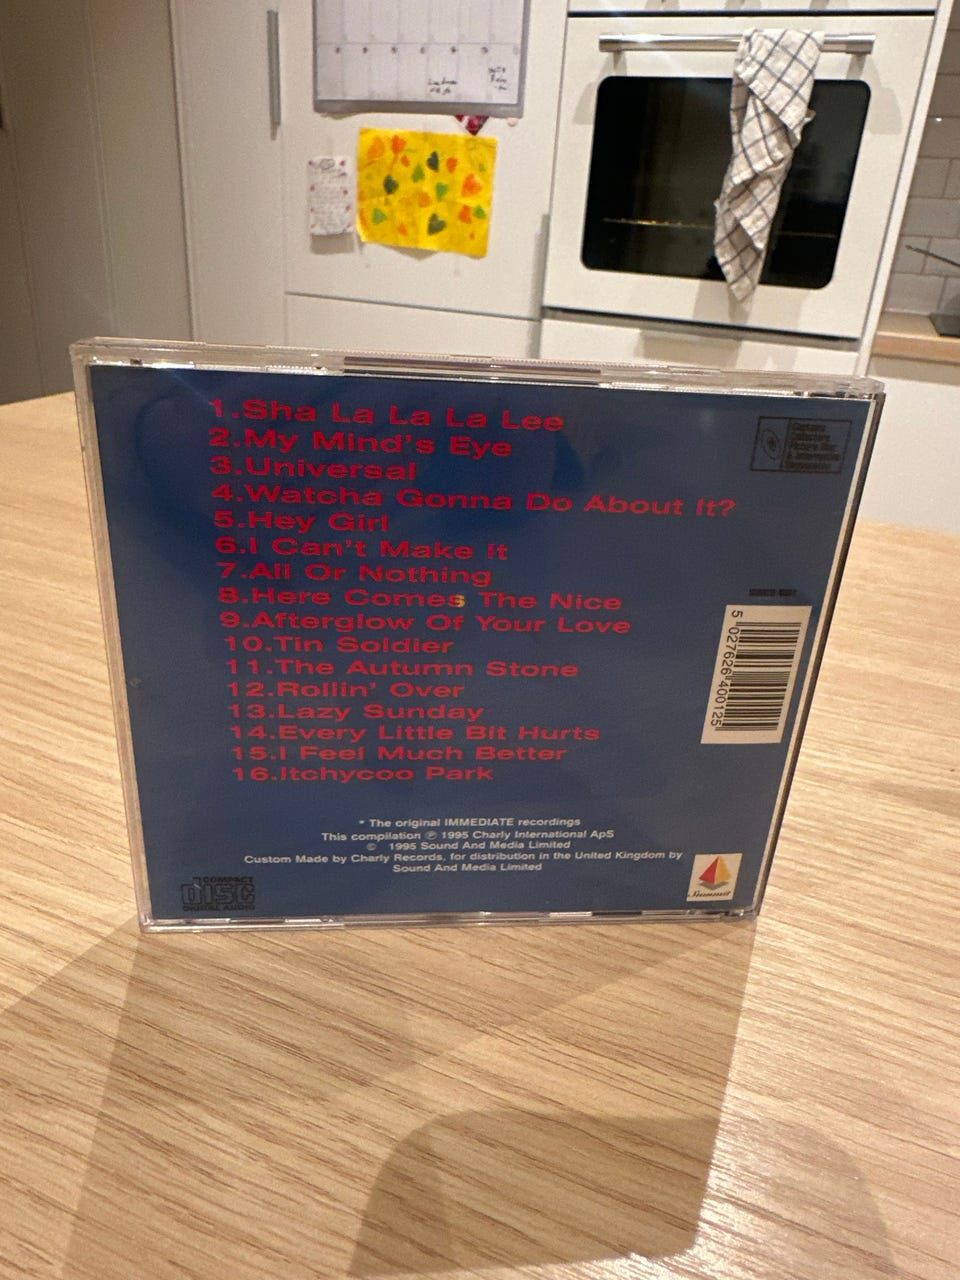 1.Sha La La La Lee
2.My Mind's Eye
3.Universal
4.Watcha Gonna Do About It?
5.Hey Girl
6.I Can't Make It
7.All Or Nothing
8.Here Comes The Nice
9.Afterglow Of Your Love
10.Tin Soldier
11.The Autumn Stone
12.Rollin' Over
13.Lazy Sunday
14.Every Little Bit Hurts
15.I Feel Much Better
16.Itchycoo Park
5 027626 400125
* The original IMMEDIATE recordings
This compilation ℗ 1995 Charly International ApS
© 1995 Sound And Media Limited
Custom Made by Charly Records, for distribution in the United Kingdom by
Sound And Media Limited
COMPACT
disc
DIGITAL AUDIO
Summit